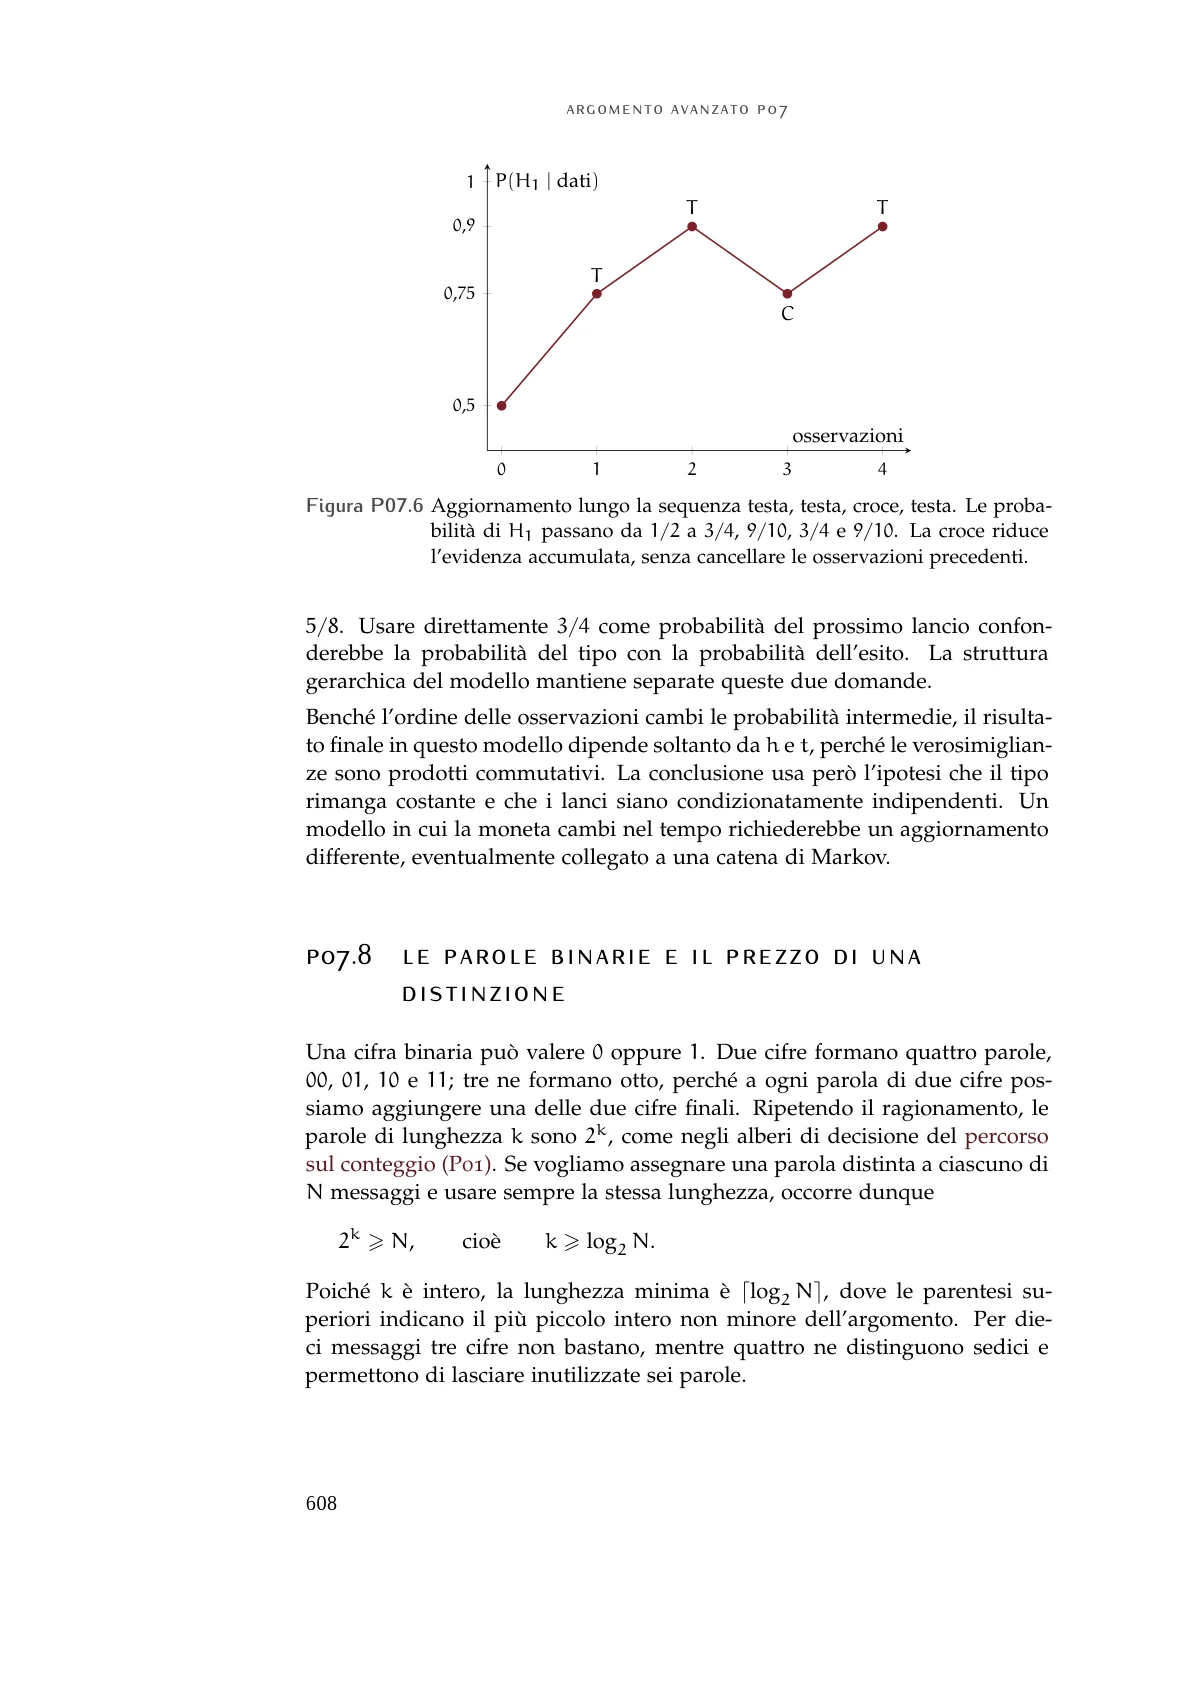 ARGOMENTO AVANZATO P07
1 P(H₁ | dati)
T T
0,9
T
0,75
C
0,5
osservazioni
0 1 2 3 4
Figura P07.6 Aggiornamento lungo la sequenza testa, testa, croce, testa. Le proba-
bilità di H₁ passano da 1/2 a 3/4, 9/10, 3/4 e 9/10. La croce riduce
l'evidenza accumulata, senza cancellare le osservazioni precedenti.
5/8. Usare direttamente 3/4 come probabilità del prossimo lancio confon-
derebbe la probabilità del tipo con la probabilità dell'esito. La struttura
gerarchica del modello mantiene separate queste due domande.
Benché l'ordine delle osservazioni cambi le probabilità intermedie, il risulta-
to finale in questo modello dipende soltanto da h e t, perché le verosimiglian-
ze sono prodotti commutativi. La conclusione usa però l'ipotesi che il tipo
rimanga costante e che i lanci siano condizionatamente indipendenti. Un
modello in cui la moneta cambi nel tempo richiederebbe un aggiornamento
differente, eventualmente collegato a una catena di Markov.
P07.8 LE PAROLE BINARIE E IL PREZZO DI UNA
DISTINZIONE
Una cifra binaria può valere 0 oppure 1. Due cifre formano quattro parole,
00, 01, 10 e 11; tre ne formano otto, perché a ogni parola di due cifre pos-
siamo aggiungere una delle due cifre finali. Ripetendo il ragionamento, le
parole di lunghezza k sono 2ᵏ, come negli alberi di decisione del percorso
sul conteggio (P01). Se vogliamo assegnare una parola distinta a ciascuno di
N messaggi e usare sempre la stessa lunghezza, occorre dunque
2ᵏ ⩾ N, cioè k ⩾ log₂ N.
Poiché k è intero, la lunghezza minima è ⌈log₂ N⌉, dove le parentesi su-
periori indicano il più piccolo intero non minore dell'argomento. Per die-
ci messaggi tre cifre non bastano, mentre quattro ne distinguono sedici e
permettono di lasciare inutilizzate sei parole.
608